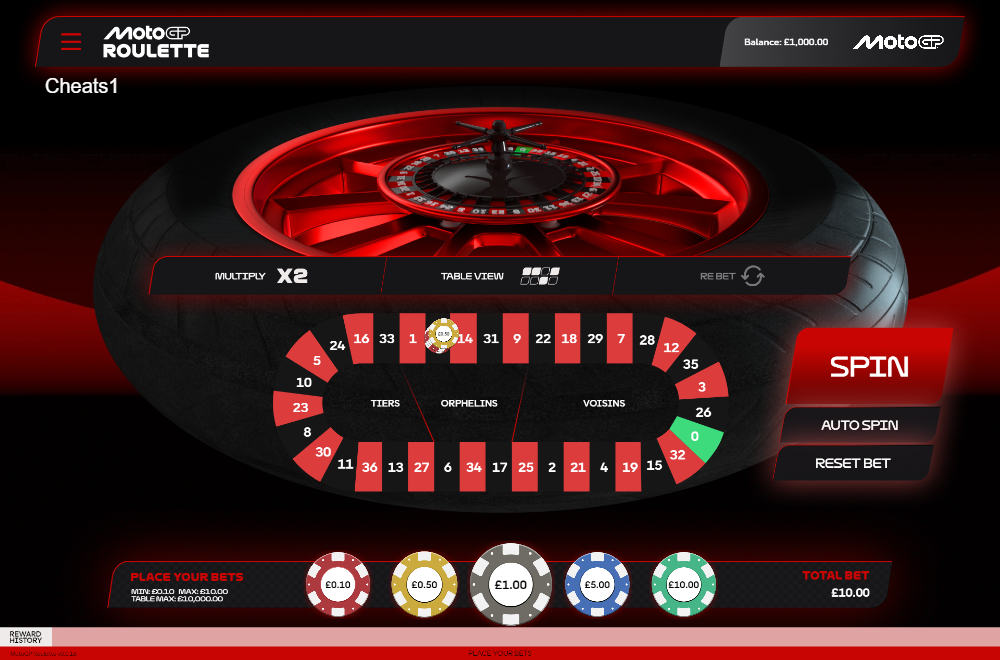 MotoGP
ROULETTE
Balance: £1,000.00
MotoGP
Cheats1
MULTIPLY X2
TABLE VIEW
RE BET
5 24 16 33 1 14 31 9 22 18 29 7 28 12
35
10
3
23
26
8
0
30
32
TIERS ORPHELINS VOISINS
11 36 13 27 6 34 17 25 2 21 4 19 15
SPIN
AUTO SPIN
RESET BET
PLACE YOUR BETS
MIN: £0.10 MAX: £10.00
TABLE MAX: £10,000.00
£0.10 £0.50 £1.00 £5.00 £10.00
TOTAL BET
£10.00
REWARD
HISTORY
PLACE YOUR BETS